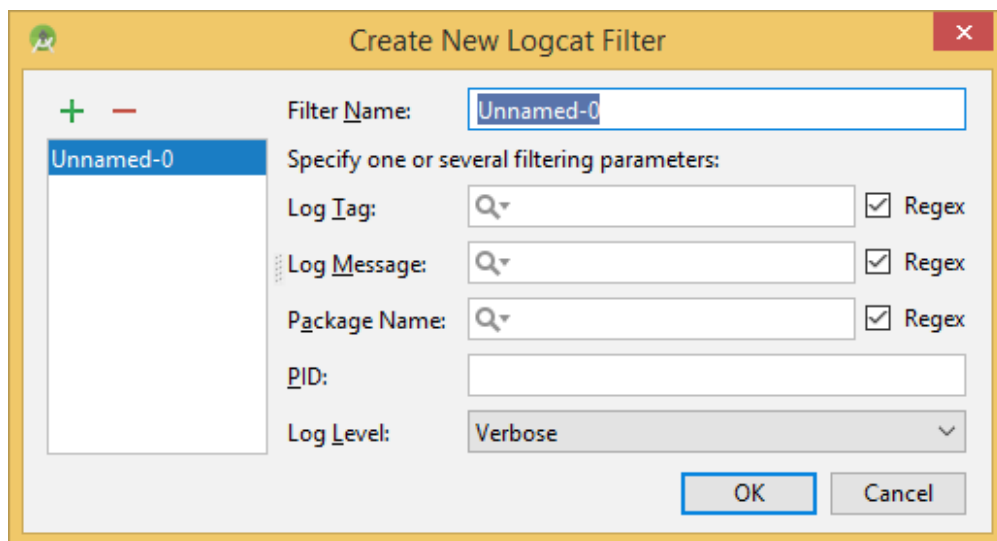 Create New Logcat Filter
Filter Name: Unnamed-0
Unnamed-0
Specify one or several filtering parameters:
Log Tag: Regex
Log Message: Regex
Package Name: Regex
PID:
Log Level: Verbose
OK Cancel